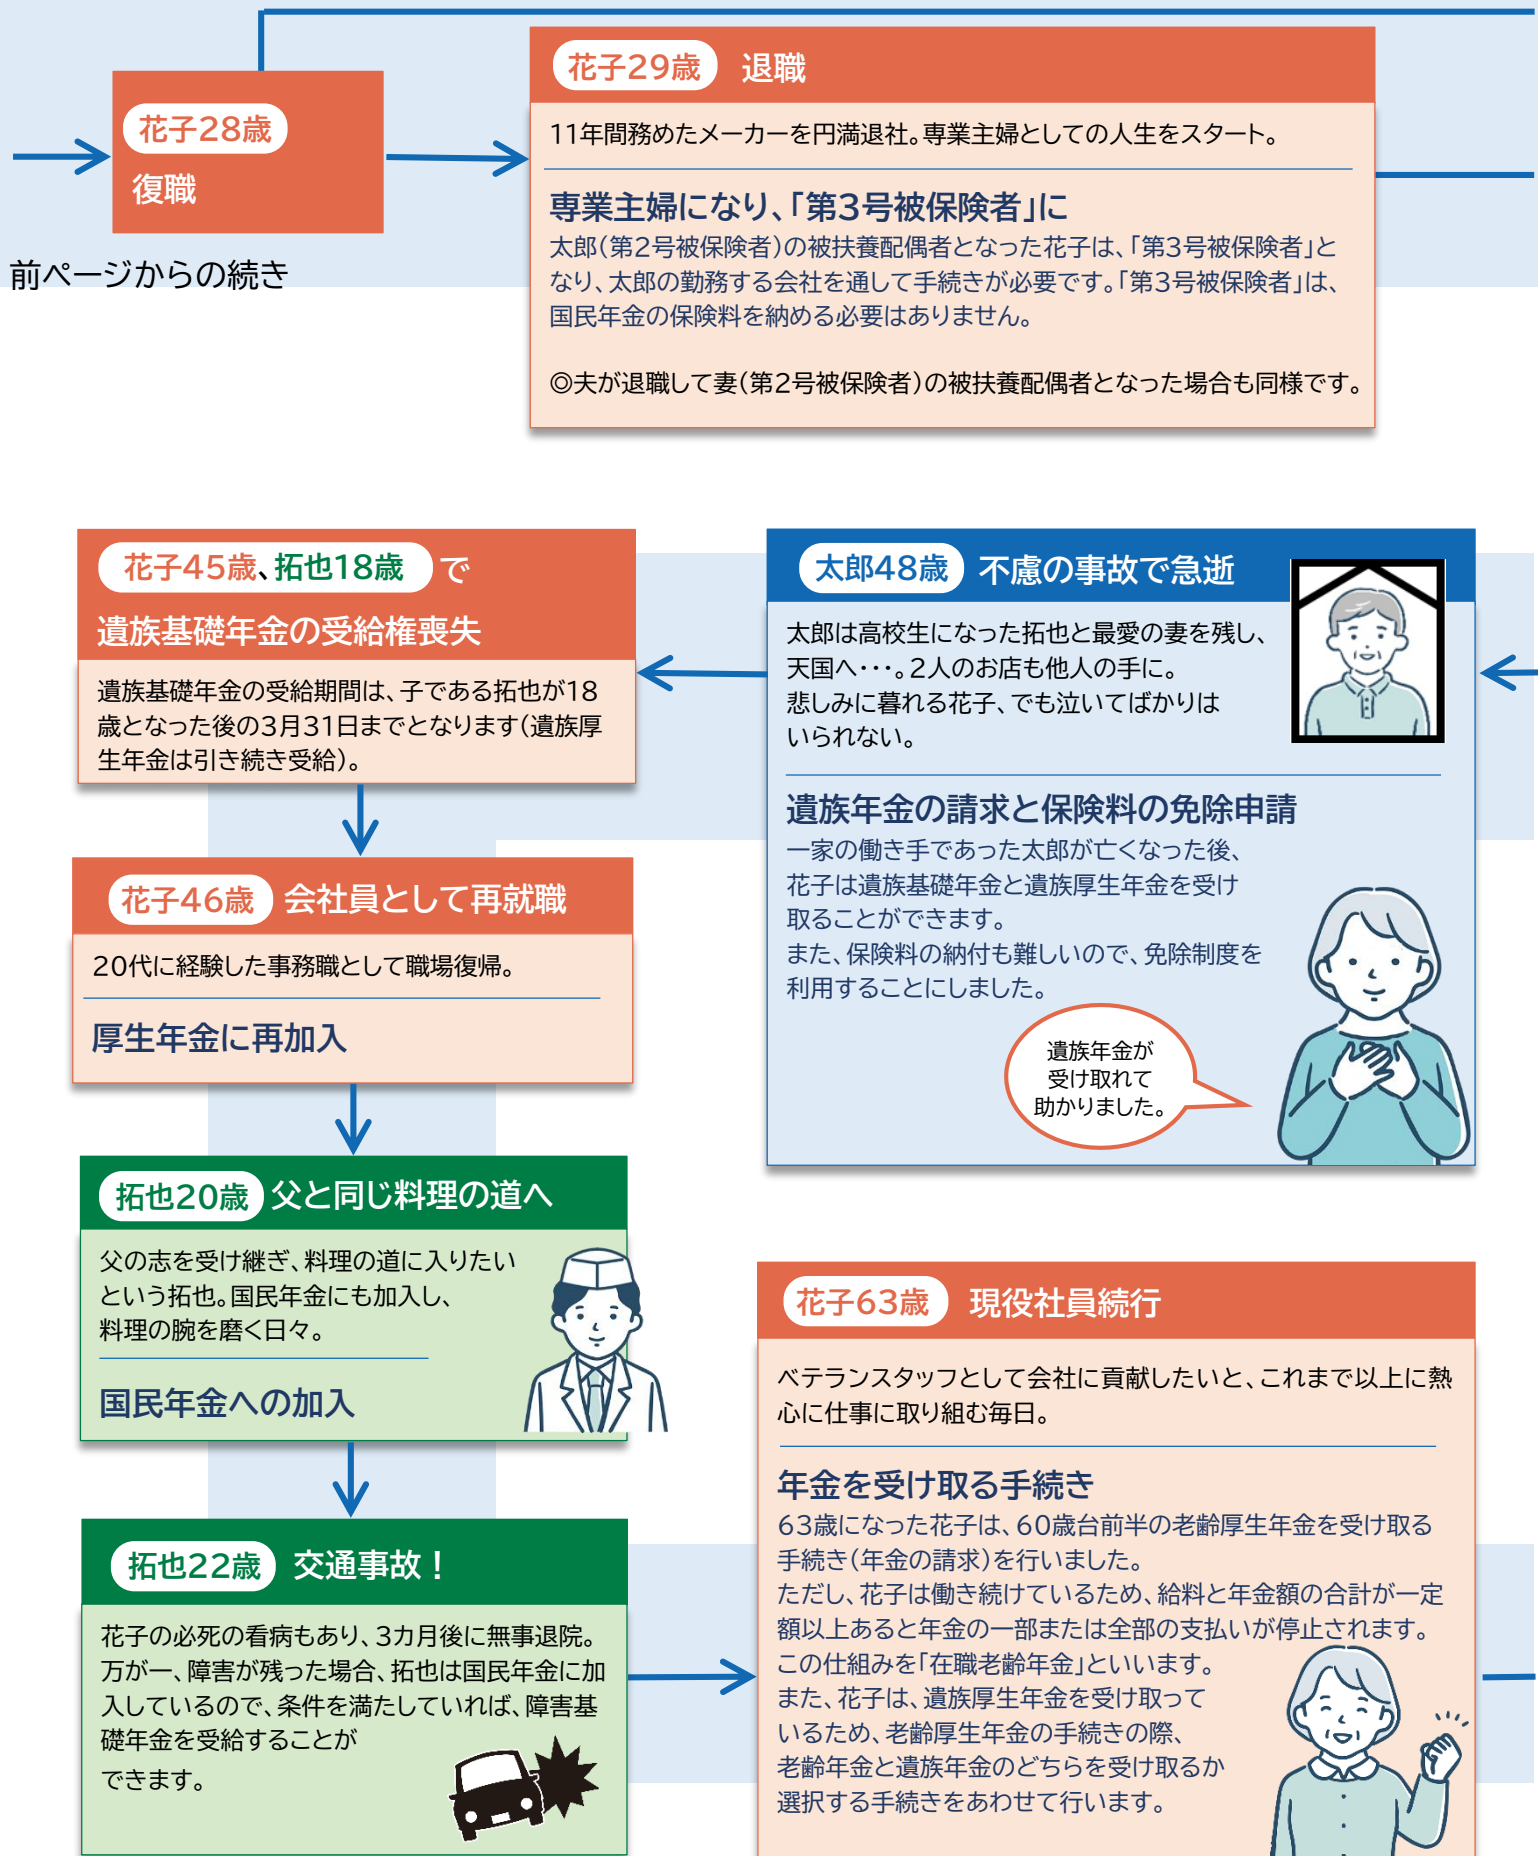 花子28歳
復職
前ページからの続き
花子29歳 退職
11年間務めたメーカーを円満退社。専業主婦としての人生をスタート。
専業主婦になり、「第3号被保険者」に
太郎(第2号被保険者)の被扶養配偶者となった花子は、「第3号被保険者」と
なり、太郎の勤務する会社を通して手続きが必要です。「第3号被保険者」は、
国民年金の保険料を納める必要はありません。
◎夫が退職して妻(第2号被保険者)の被扶養配偶者となった場合も同様です。
太郎48歳 不慮の事故で急逝
太郎は高校生になった拓也と最愛の妻を残し、
天国へ・・・。2人のお店も他人の手に。
悲しみに暮れる花子、でも泣いてばかりは
いられない。
遺族年金の請求と保険料の免除申請
一家の働き手であった太郎が亡くなった後、
花子は遺族基礎年金と遺族厚生年金を受け
取ることができます。
また、保険料の納付も難しいので、免除制度を
利用することにしました。
遺族年金が
受け取れて
助かりました。
花子45歳、拓也18歳 で
遺族基礎年金の受給権喪失
遺族基礎年金の受給期間は、子である拓也が18
歳となった後の3月31日までとなります(遺族厚
生年金は引き続き受給)。
花子46歳 会社員として再就職
20代に経験した事務職として職場復帰。
厚生年金に再加入
拓也20歳 父と同じ料理の道へ
父の志を受け継ぎ、料理の道に入りたい
という拓也。国民年金にも加入し、
料理の腕を磨く日々。
国民年金への加入
拓也22歳 交通事故！
花子の必死の看病もあり、3カ月後に無事退院。
万が一、障害が残った場合、拓也は国民年金に加
入しているので、条件を満たしていれば、障害基
礎年金を受給することが
できます。
花子63歳 現役社員続行
ベテランスタッフとして会社に貢献したいと、これまで以上に熱
心に仕事に取り組む毎日。
年金を受け取る手続き
63歳になった花子は、60歳台前半の老齢厚生年金を受け取る
手続き(年金の請求)を行いました。
ただし、花子は働き続けているため、給料と年金額の合計が一定
額以上あると年金の一部または全部の支払いが停止されます。
この仕組みを「在職老齢年金」といいます。
また、花子は、遺族厚生年金を受け取って
いるため、老齢厚生年金の手続きの際、
老齢年金と遺族年金のどちらを受け取るか
選択する手続きをあわせて行います。